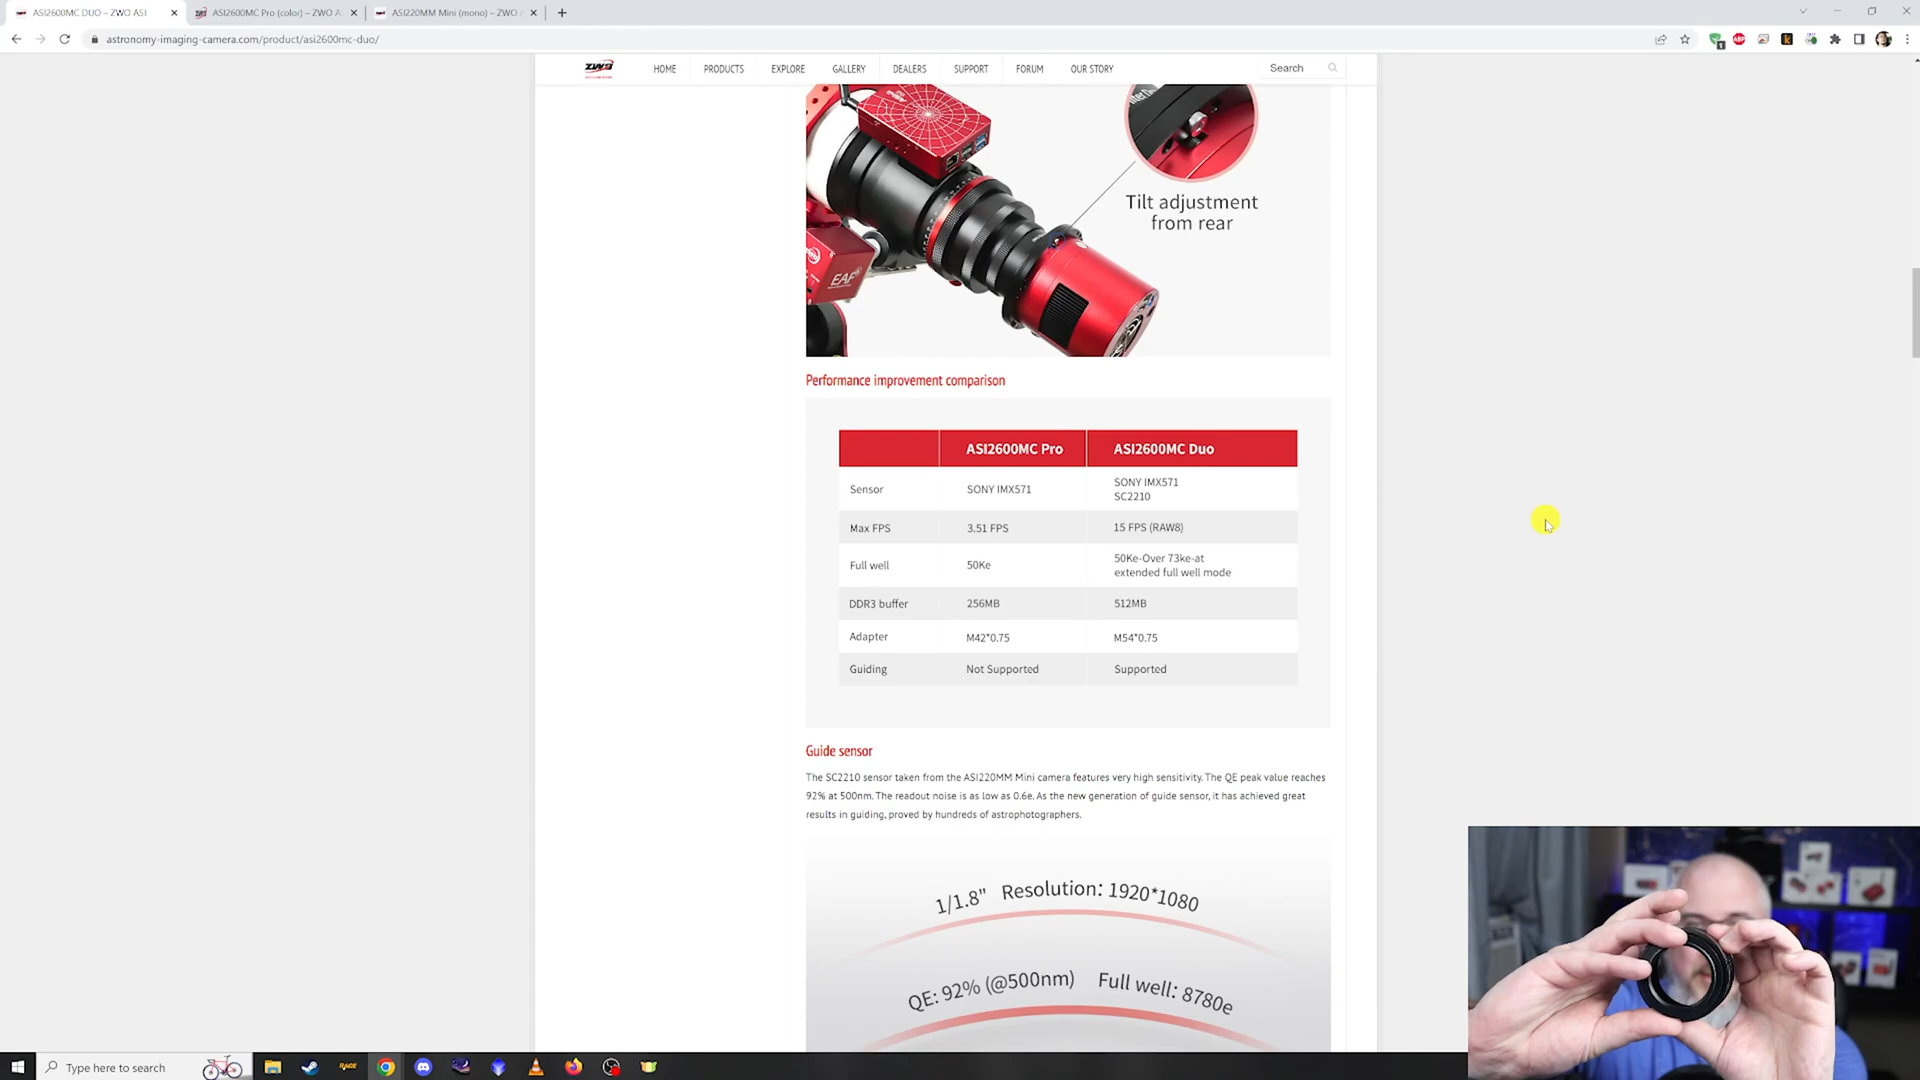 ASI2600MC DUO – ZWO ASI
ASI2600MC Pro (color) – ZWO A
ASI220MM Mini (mono) – ZWO
astronomy-imaging-camera.com/product/asi2600mc-duo/
ZWO
HOME
PRODUCTS
EXPLORE
GALLERY
DEALERS
SUPPORT
FORUM
OUR STORY
Search
EAF
Tilt adjustment
from rear
Performance improvement comparison
ASI2600MC Pro ASI2600MC Duo
Sensor SONY IMX571 SONY IMX571
SC2210
Max FPS 3.51 FPS 15 FPS (RAW8)
Full well 50Ke 50Ke-Over 73ke-at
extended full well mode
DDR3 buffer 256MB 512MB
Adapter M42*0.75 M54*0.75
Guiding Not Supported Supported
Guide sensor
The SC2210 sensor taken from the ASI220MM Mini camera features very high sensitivity. The QE peak value reaches
92% at 500nm. The readout noise is as low as 0.6e. As the new generation of guide sensor, it has achieved great
results in guiding, proved by hundreds of astrophotographers.
1/1.8" Resolution: 1920*1080
QE: 92% (@500nm) Full well: 8780e
Type here to search
RAGE